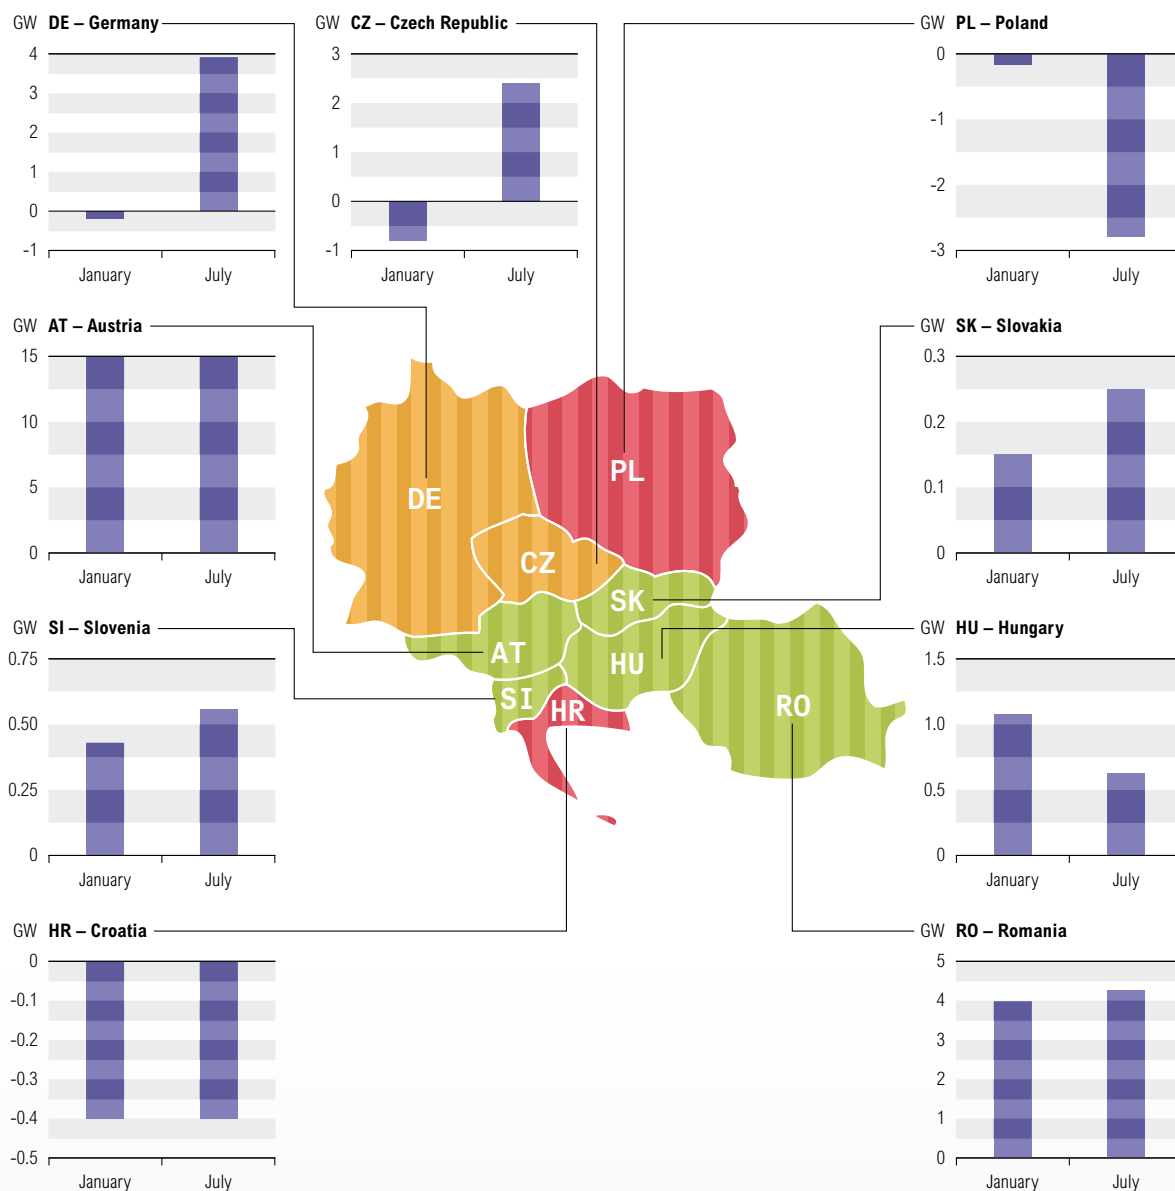 GW DE – Germany
4
3
2
1
0
-1
January July
GW CZ – Czech Republic
3
2
1
0
-1
January July
GW PL – Poland
0
-1
-2
-3
January July
GW AT – Austria
15
10
5
0
January July
GW SK – Slovakia
0.3
0.2
0.1
0
January July
DE
PL
CZ
SK
AT
HU
SI
HR
RO
GW SI – Slovenia
0.75
0.50
0.25
0
January July
GW HU – Hungary
1.5
1.0
0.5
0
January July
GW HR – Croatia
0
-0.1
-0.2
-0.3
-0.4
-0.5
January July
GW RO – Romania
5
4
3
2
1
0
January July